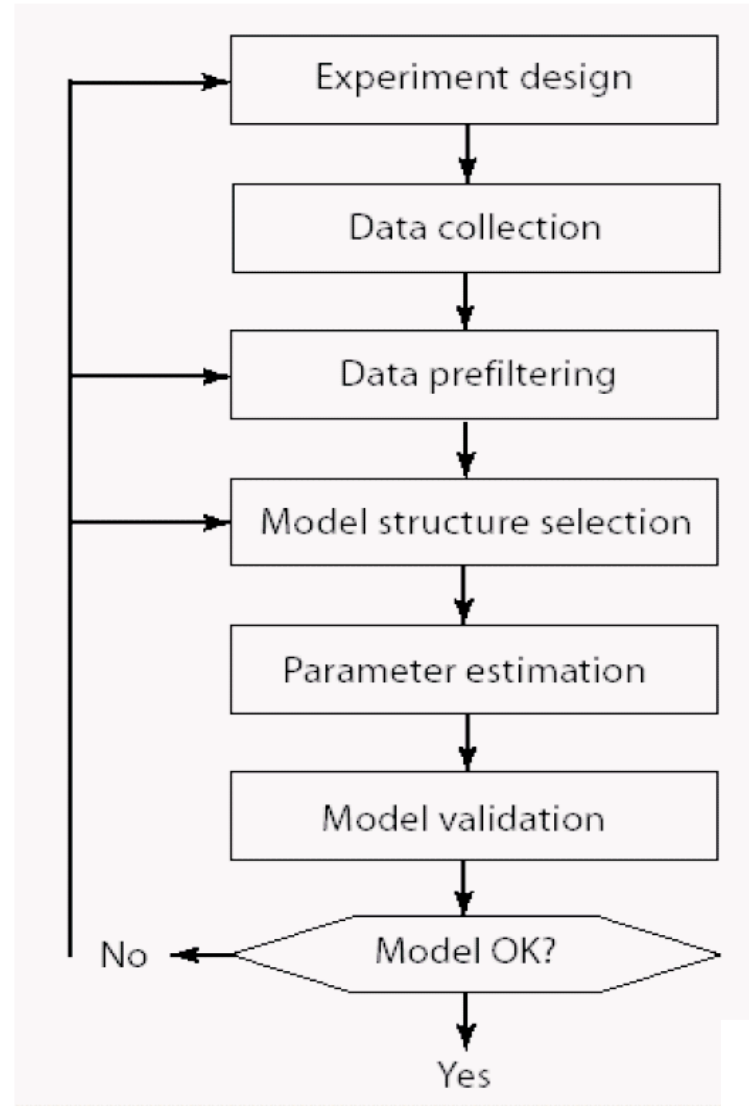 Experiment design
Data collection
Data prefiltering
Model structure selection
Parameter estimation
Model validation
Model OK?
No
Yes